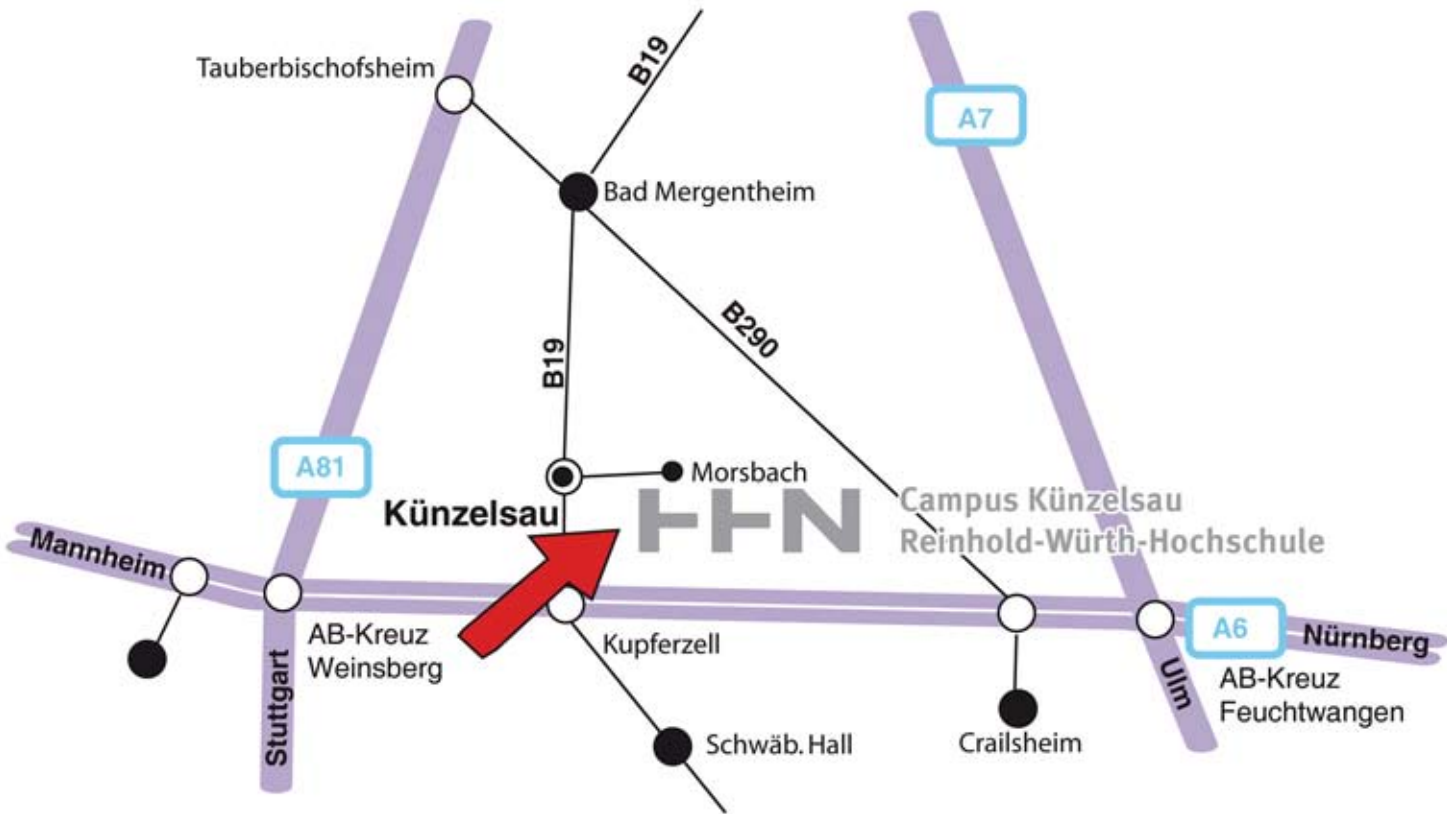 Tauberbischofsheim
B19
A7
Bad Mergentheim
B290
B19
A81
Morsbach
Künzelsau
HHN
Campus Künzelsau
Reinhold-Würth-Hochschule
Mannheim
AB-Kreuz
Weinsberg
Kupferzell
A6
Nürnberg
Stuttgart
Ulm
AB-Kreuz
Feuchtwangen
Schwäb. Hall
Crailsheim